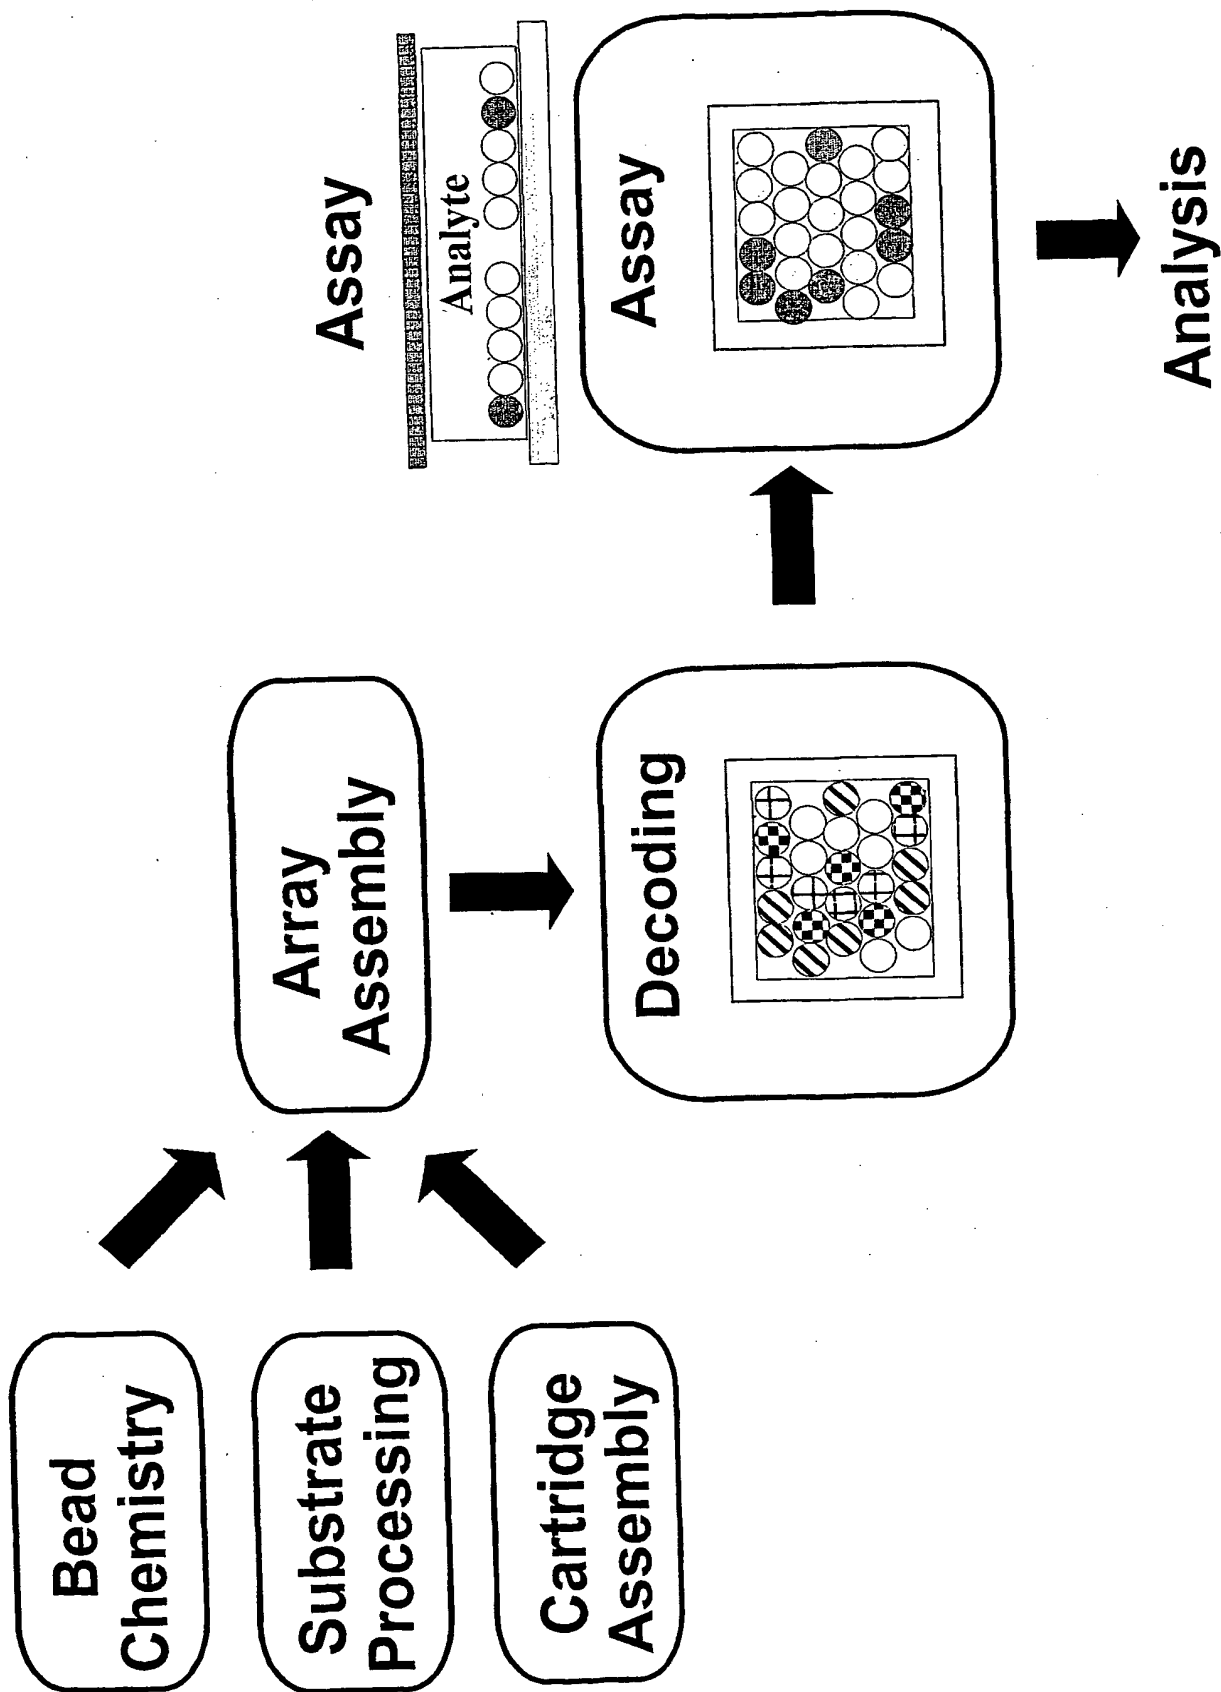 Bead
Chemistry
Substrate
Processing
Cartridge
Assembly
Array
Assembly
Decoding
Assay
Analyte
Assay
Analysis